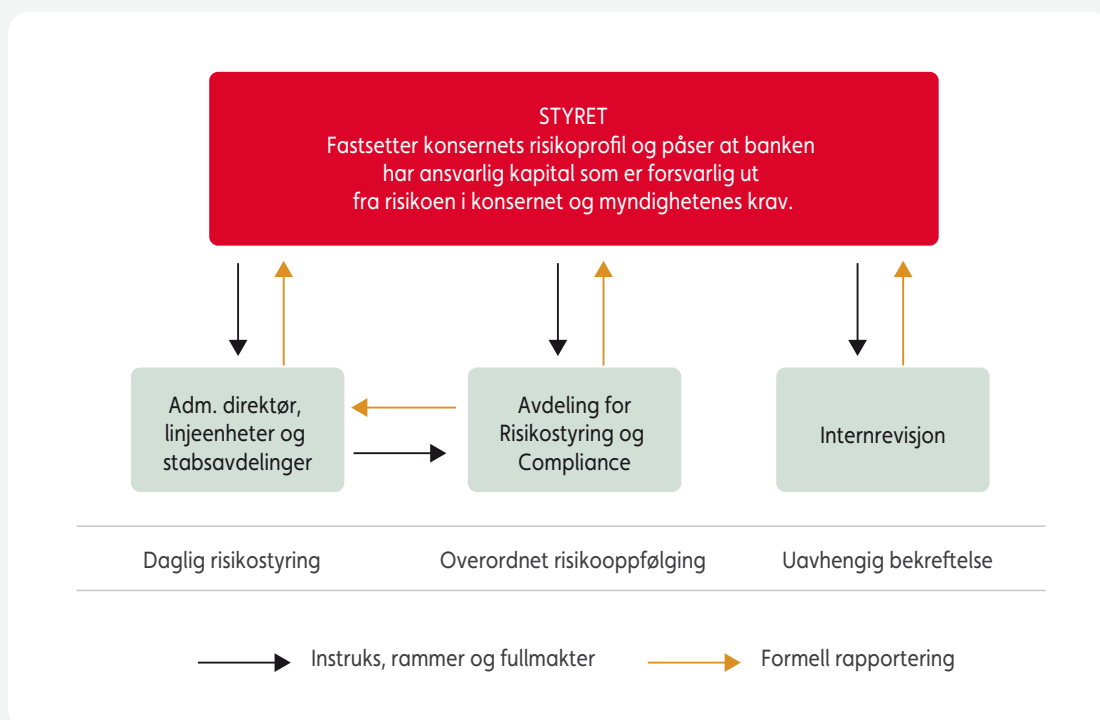 STYRET
Fastsetter konsernets risikoprofil og påser at banken
har ansvarlig kapital som er forsvarlig ut
fra risikoen i konsernet og myndighetenes krav.
Adm. direktør,
linjeenheter og
stabsavdelinger
Avdeling for
Risikostyring og
Compliance
Internrevisjon
Daglig risikostyring
Overordnet risikooppfølging
Uavhengig bekreftelse
Instruks, rammer og fullmakter
Formell rapportering